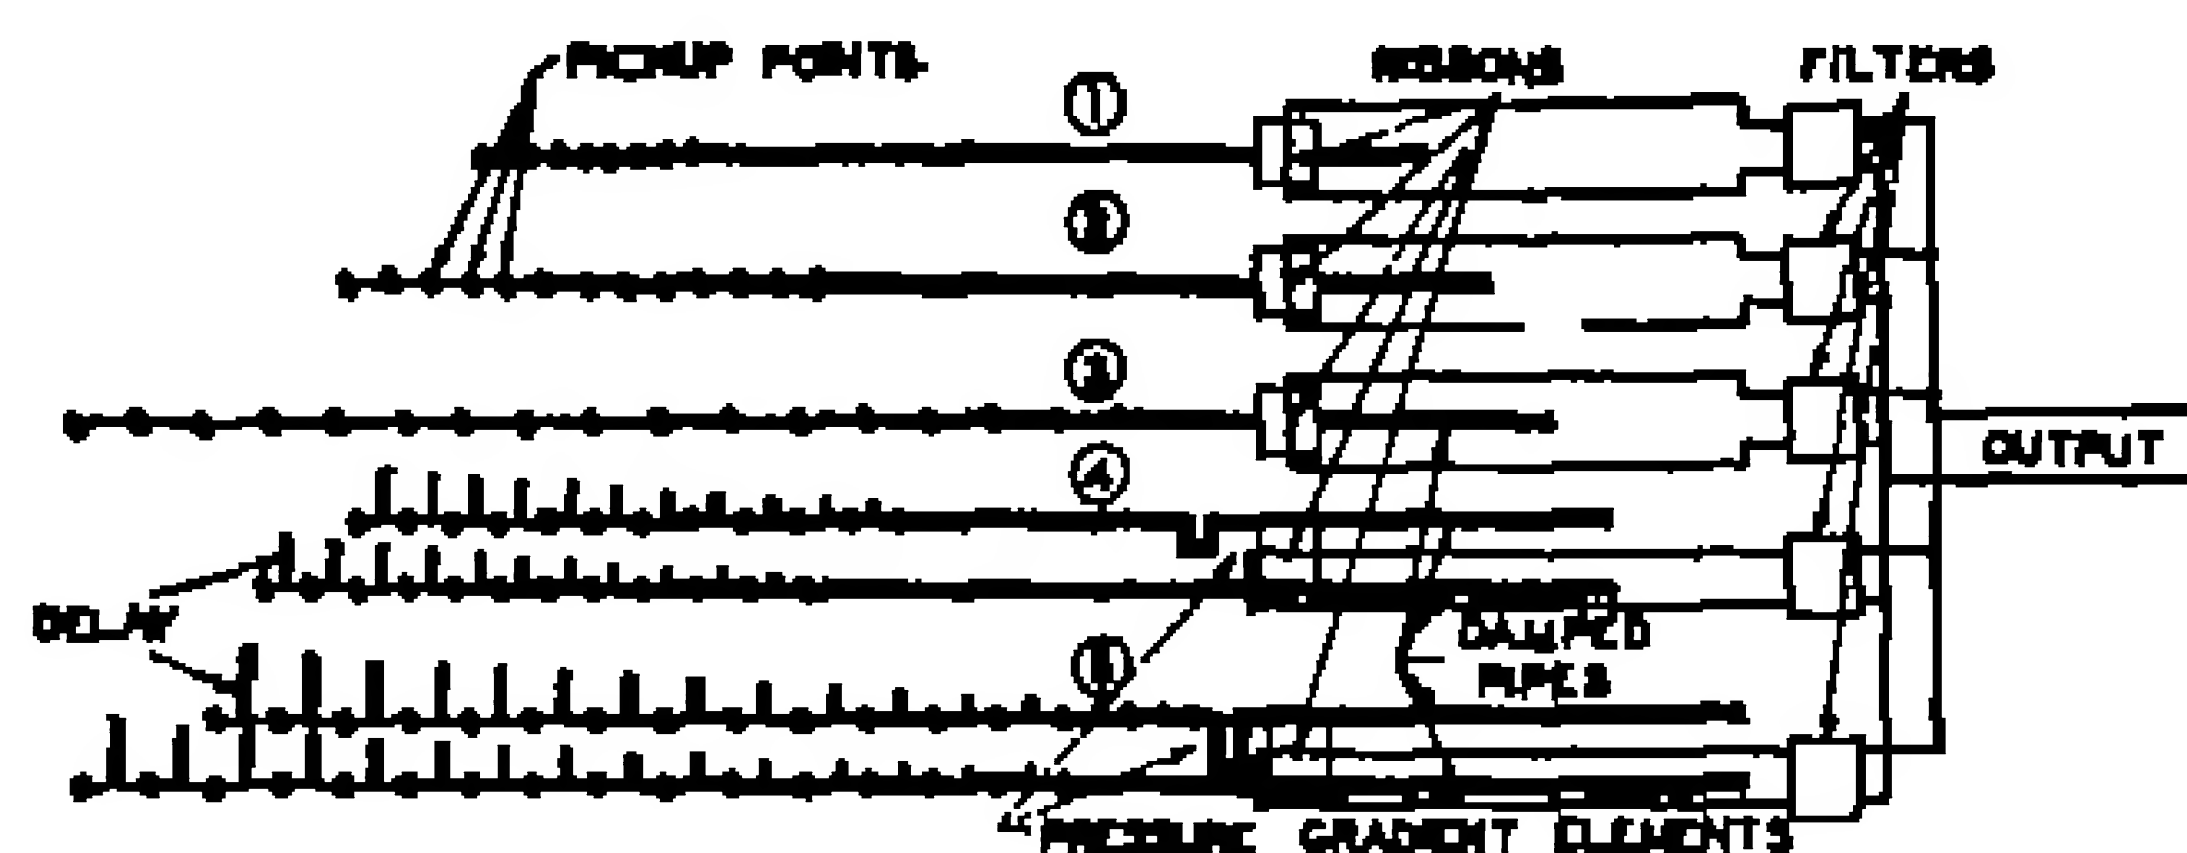 PICKUP POINTS
RIBBONS
FILTERS
1
2
3
OUTPUT
4
DELAY
DAMPED
PIPES
5
PRESSURE GRADIENT ELEMENTS